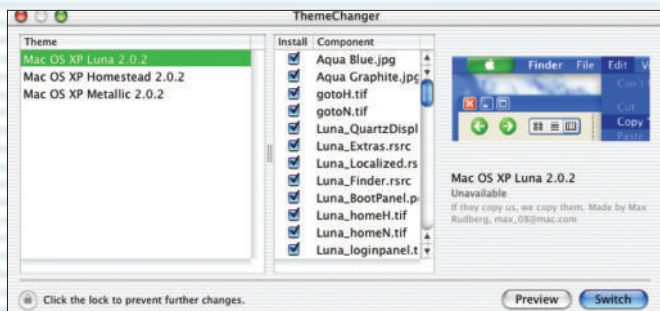 ThemeChanger
Theme
Mac OS XP Luna 2.0.2
Mac OS XP Homestead 2.0.2
Mac OS XP Metallic 2.0.2
Install Component
Aqua Blue.jpg
Aqua Graphite.jpg
gotoH.tif
gotoN.tif
Luna_QuartzDispl
Luna_Extras.rsrc
Luna_Localized.rs
Luna_Finder.rsrc
Luna_BootPanel.p
Luna_homeH.tif
Luna_homeN.tif
Luna_loginpanel.t
Finder File Edit Vi
Can't
Cut
Copy
Paste
Mac OS XP Luna 2.0.2
Unavailable
If they copy us, we copy them. Made by Max
Rudberg, max_08@mac.com
Click the lock to prevent further changes.
Preview
Switch